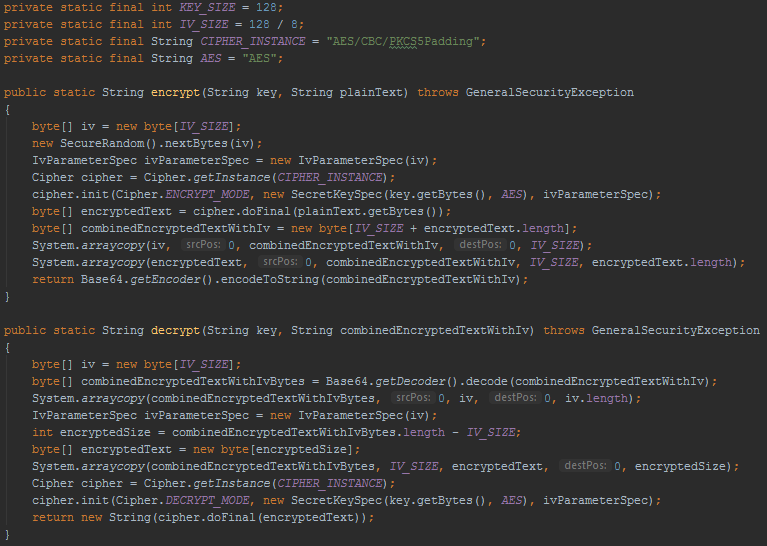 private static final int KEY_SIZE = 128;
private static final int IV_SIZE = 128 / 8;
private static final String CIPHER_INSTANCE = "AES/CBC/PKCS5Padding";
private static final String AES = "AES";
public static String encrypt(String key, String plainText) throws GeneralSecurityException
{
byte[] iv = new byte[IV_SIZE];
new SecureRandom().nextBytes(iv);
IvParameterSpec ivParameterSpec = new IvParameterSpec(iv);
Cipher cipher = Cipher.getInstance(CIPHER_INSTANCE);
cipher.init(Cipher.ENCRYPT_MODE, new SecretKeySpec(key.getBytes(), AES), ivParameterSpec);
byte[] encryptedText = cipher.doFinal(plainText.getBytes());
byte[] combinedEncryptedTextWithIv = new byte[IV_SIZE + encryptedText.length];
System.arraycopy(iv, srcPos: 0, combinedEncryptedTextWithIv, destPos: 0, IV_SIZE);
System.arraycopy(encryptedText, srcPos: 0, combinedEncryptedTextWithIv, IV_SIZE, encryptedText.length);
return Base64.getEncoder().encodeToString(combinedEncryptedTextWithIv);
}
public static String decrypt(String key, String combinedEncryptedTextWithIv) throws GeneralSecurityException
{
byte[] iv = new byte[IV_SIZE];
byte[] combinedEncryptedTextWithIvBytes = Base64.getDecoder().decode(combinedEncryptedTextWithIv);
System.arraycopy(combinedEncryptedTextWithIvBytes, srcPos: 0, iv, destPos: 0, iv.length);
IvParameterSpec ivParameterSpec = new IvParameterSpec(iv);
int encryptedSize = combinedEncryptedTextWithIvBytes.length - IV_SIZE;
byte[] encryptedText = new byte[encryptedSize];
System.arraycopy(combinedEncryptedTextWithIvBytes, IV_SIZE, encryptedText, destPos: 0, encryptedSize);
Cipher cipher = Cipher.getInstance(CIPHER_INSTANCE);
cipher.init(Cipher.DECRYPT_MODE, new SecretKeySpec(key.getBytes(), AES), ivParameterSpec);
return new String(cipher.doFinal(encryptedText));
}